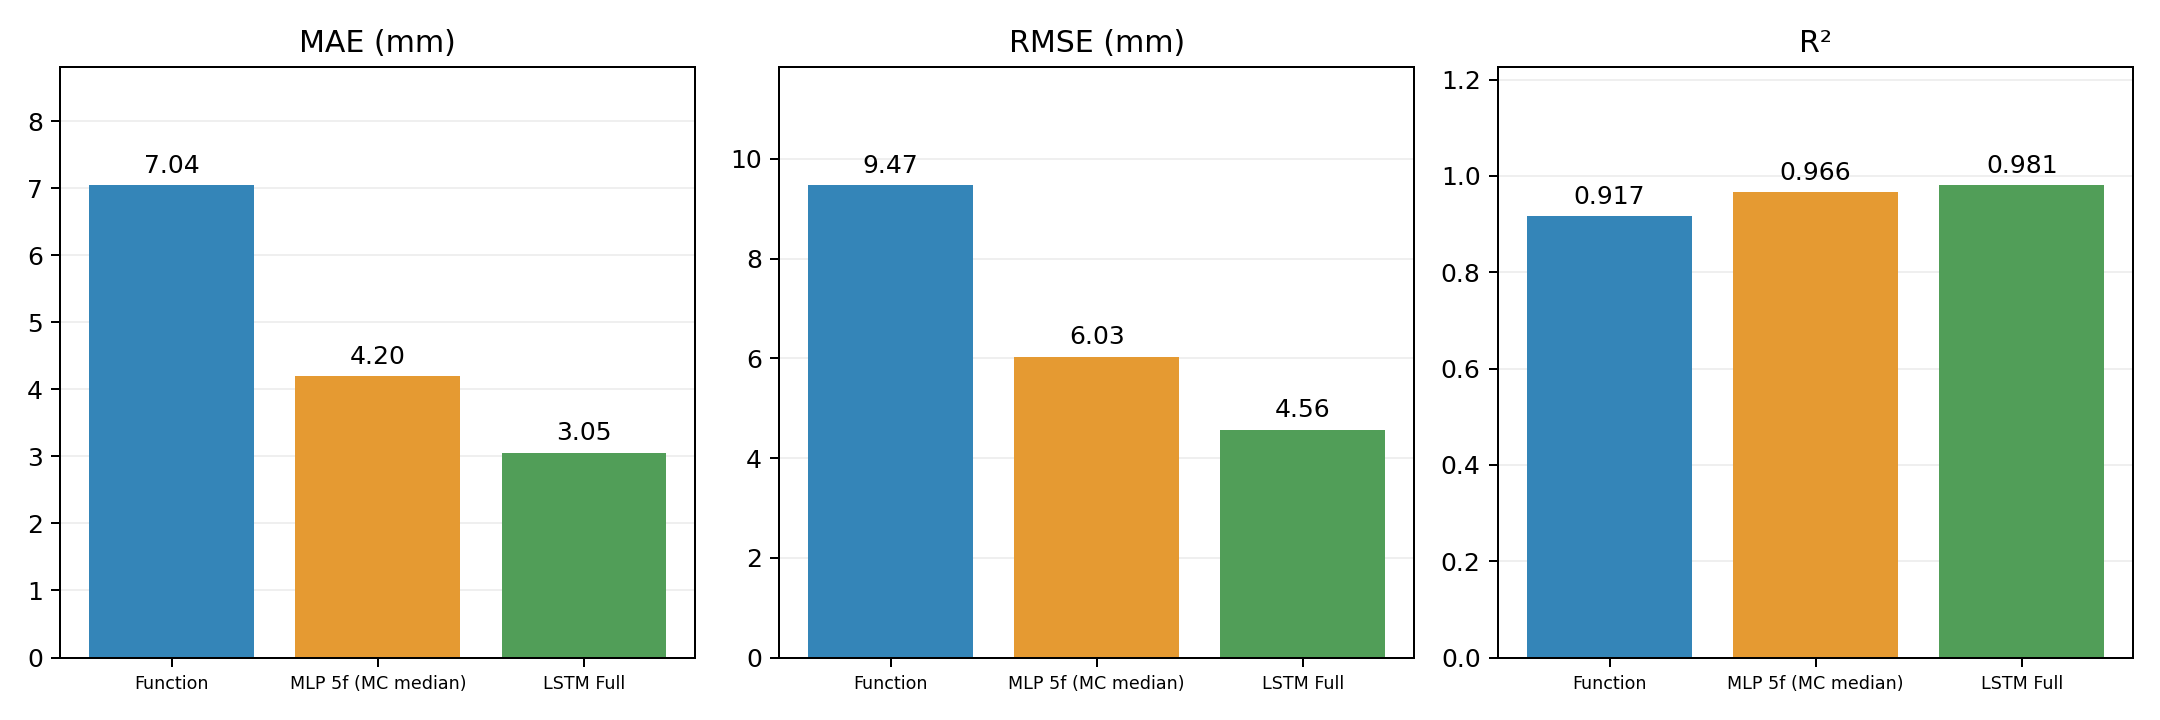 MAE (mm)
8
7
6
5
4
3
2
1
0
7.04
4.20
3.05
Function
MLP 5f (MC median)
LSTM Full
RMSE (mm)
10
8
6
4
2
0
9.47
6.03
4.56
Function
MLP 5f (MC median)
LSTM Full
R²
1.2
1.0
0.8
0.6
0.4
0.2
0.0
0.917
0.966
0.981
Function
MLP 5f (MC median)
LSTM Full